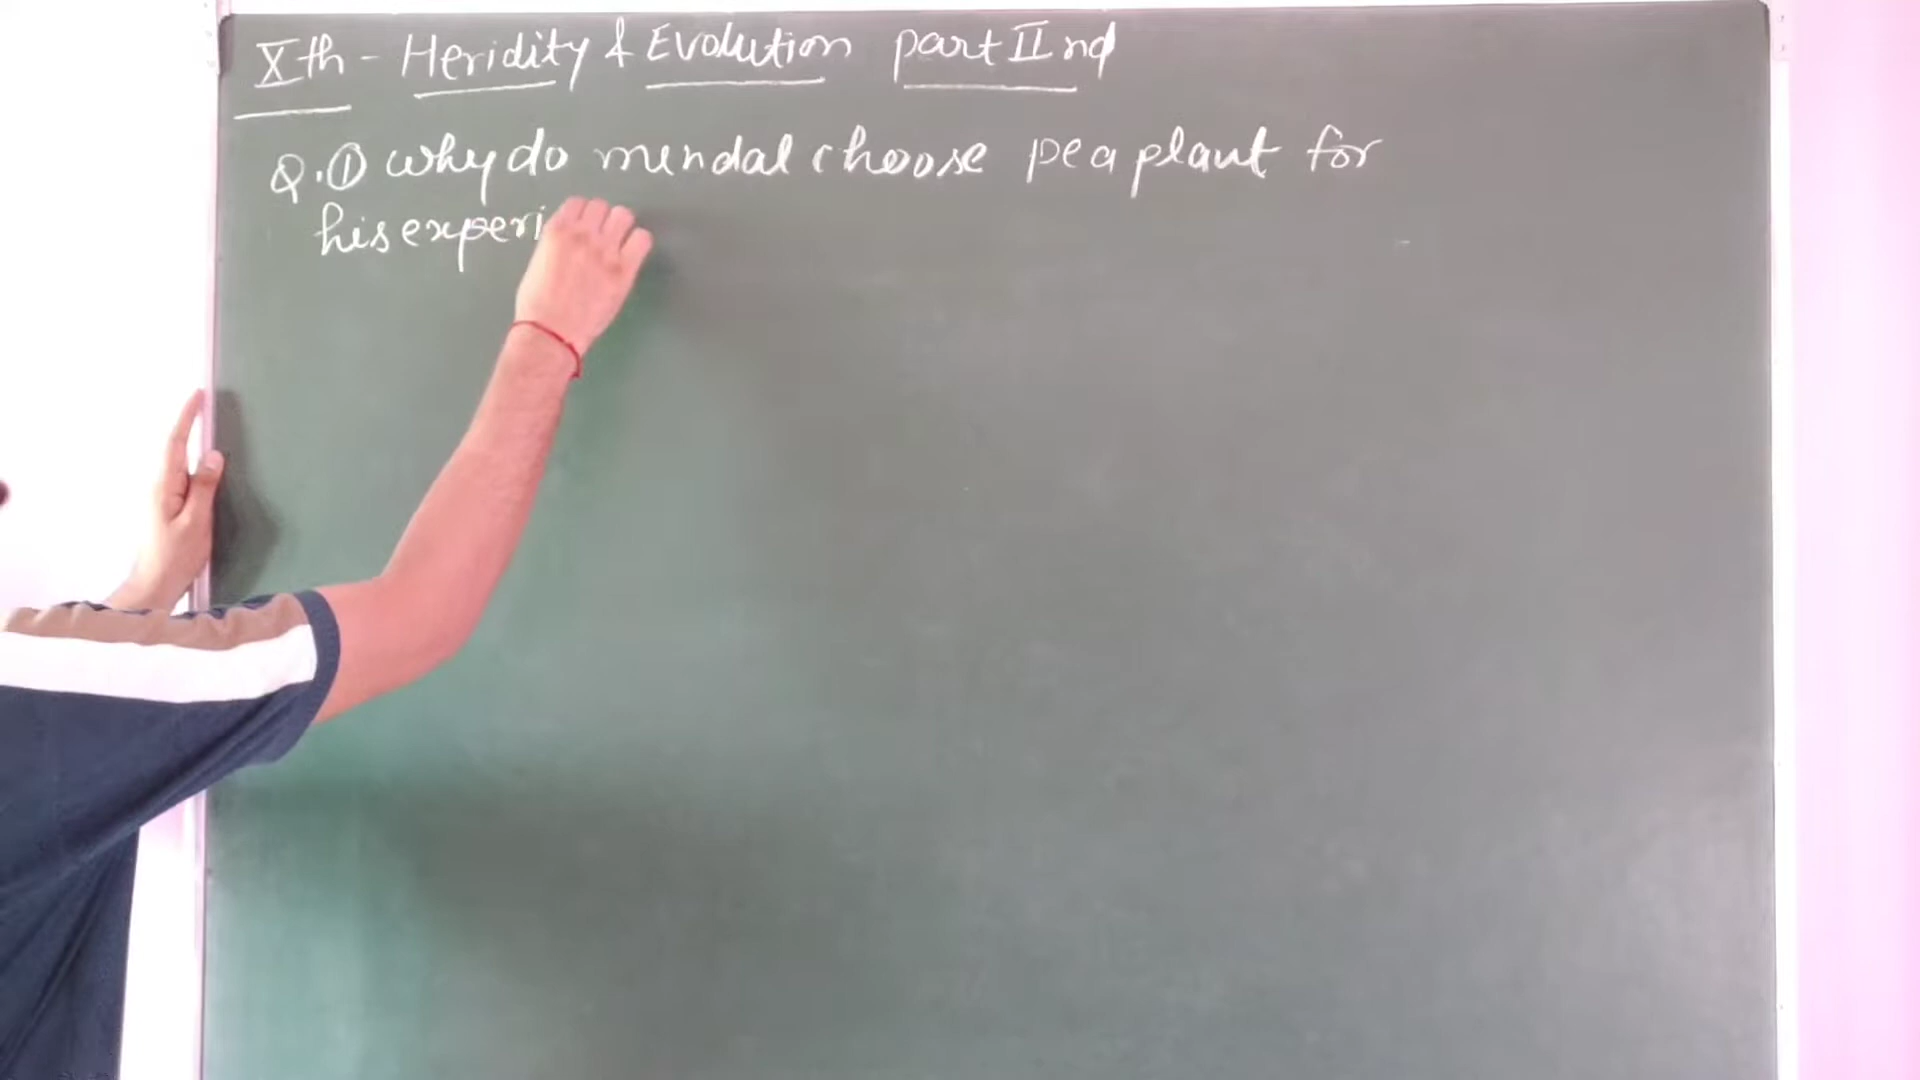 Xth - Heridity & Evolution part IInd
Q.① why do mendal choose pea plant for
his experi